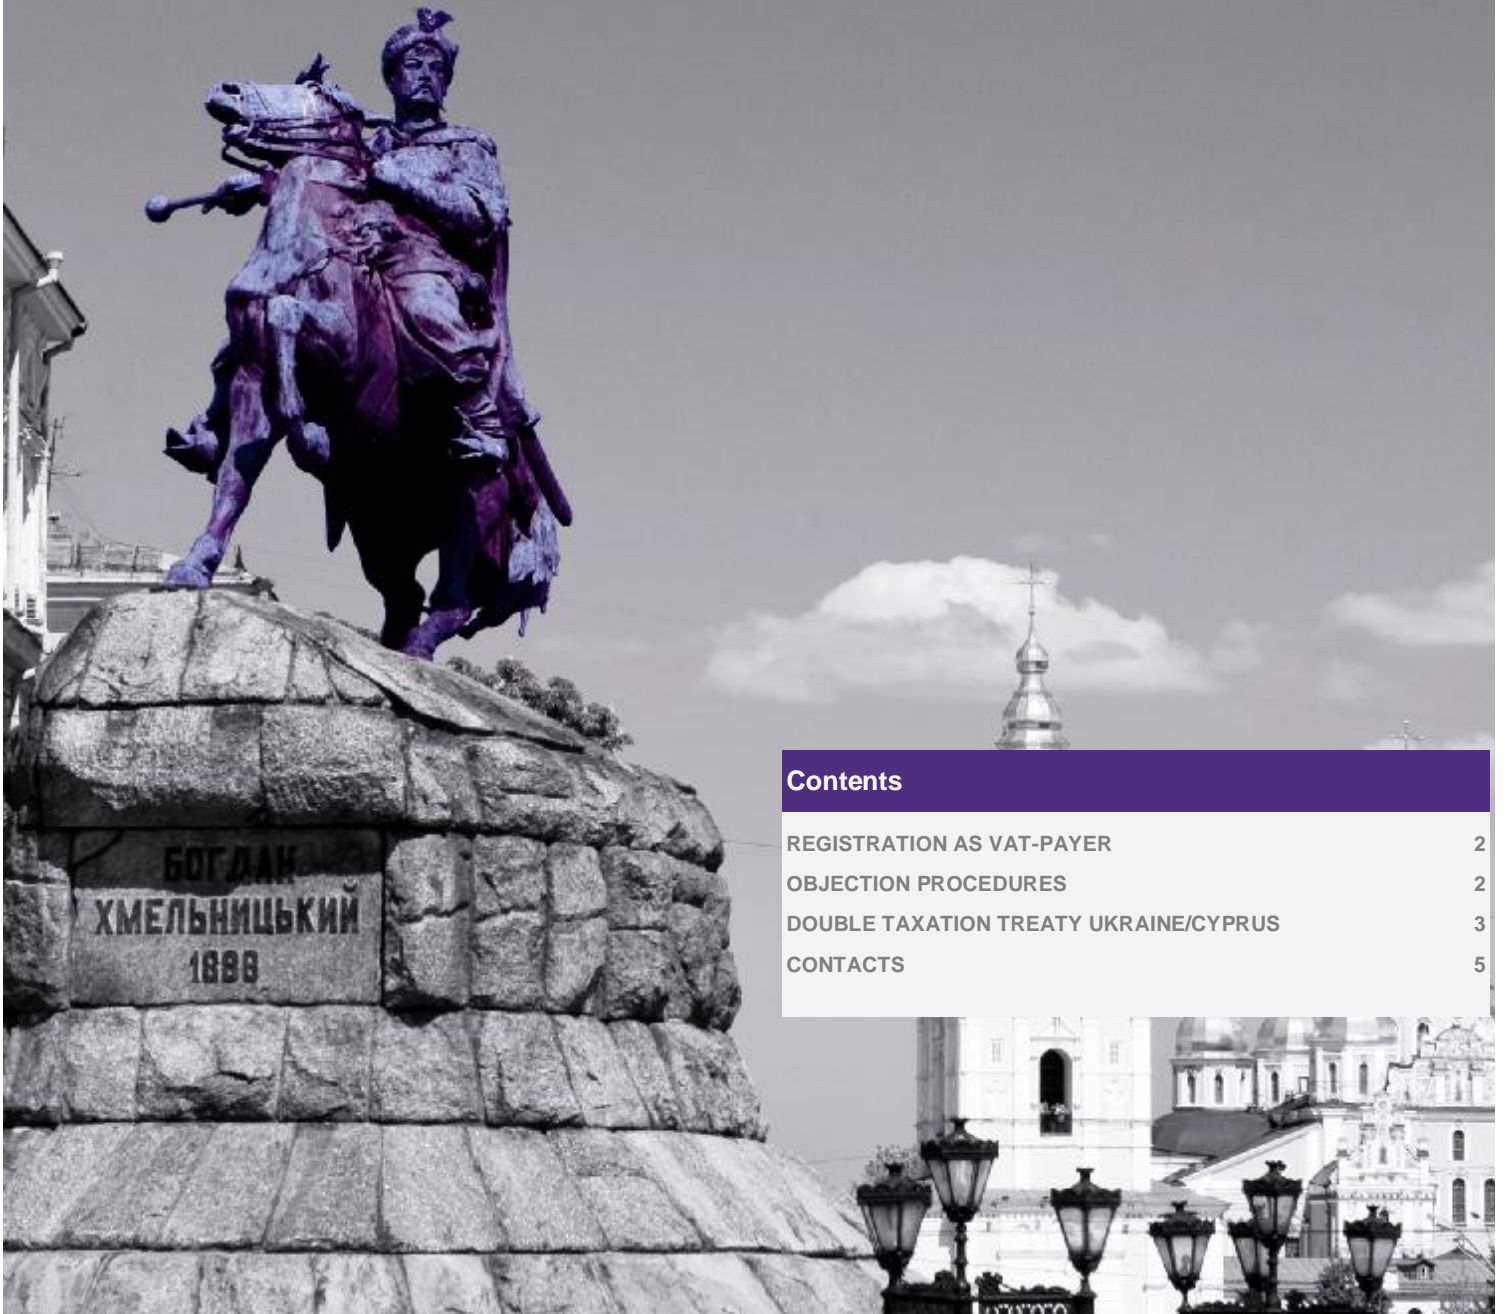 БОГДАН
ХМЕЛЬНИЦЬКИЙ
1888
Contents
REGISTRATION AS VAT-PAYER 2
OBJECTION PROCEDURES 2
DOUBLE TAXATION TREATY UKRAINE/CYPRUS 3
CONTACTS 5